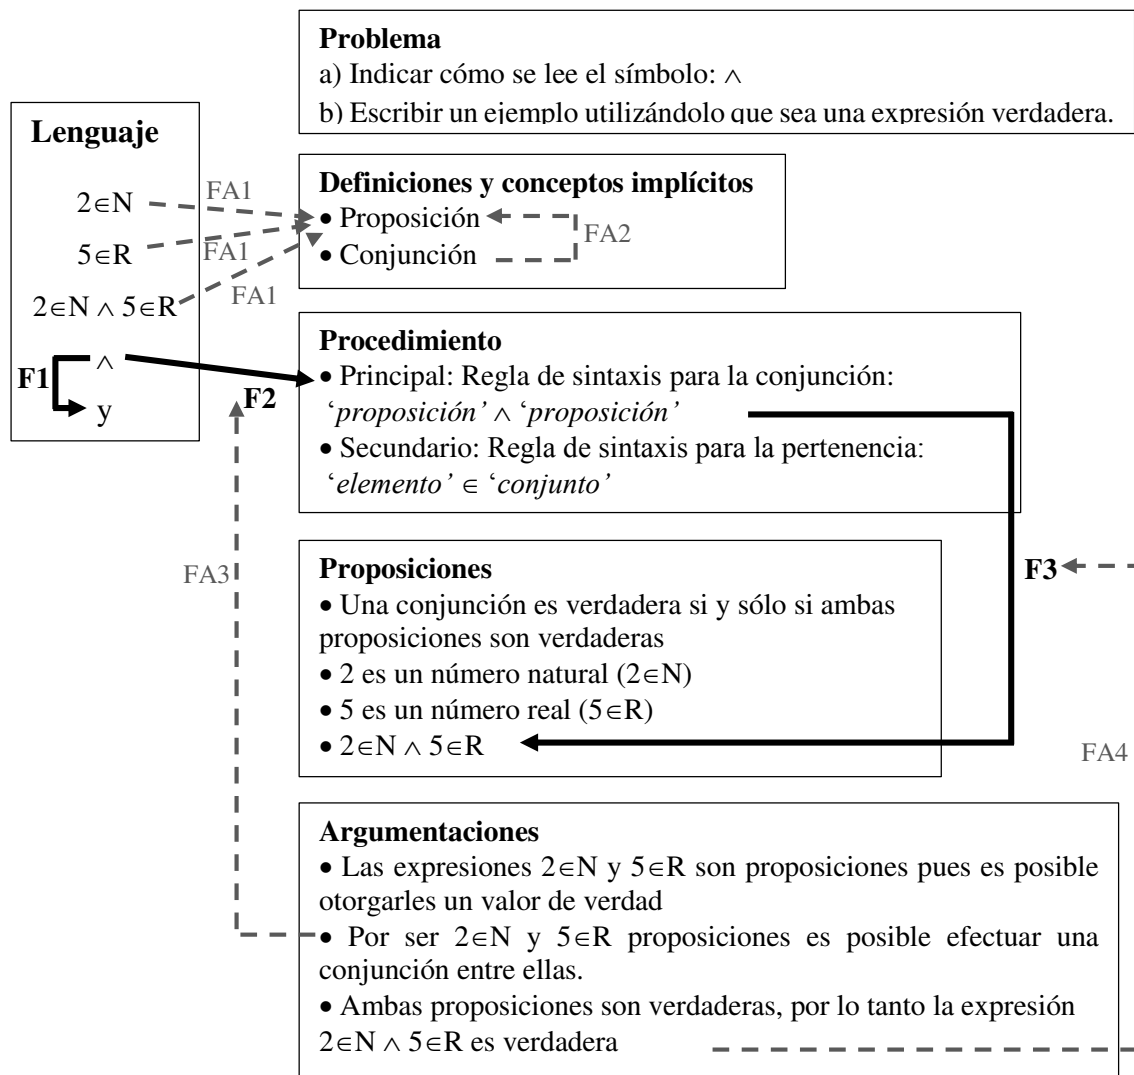 Problema
a) Indicar cómo se lee el símbolo: ∧
b) Escribir un ejemplo utilizándolo que sea una expresión verdadera.
Lenguaje
2∈N
5∈R
2∈N ∧ 5∈R
∧
F1
y
FA1
FA1
FA1
Definiciones y conceptos implícitos
• Proposición
• Conjunción
FA2
F2
Procedimiento
• Principal: Regla de sintaxis para la conjunción:
‘proposición’ ∧ ‘proposición’
• Secundario: Regla de sintaxis para la pertenencia:
‘elemento’ ∈ ‘conjunto’
FA3
F3
Proposiciones
• Una conjunción es verdadera si y sólo si ambas
proposiciones son verdaderas
• 2 es un número natural (2∈N)
• 5 es un número real (5∈R)
• 2∈N ∧ 5∈R
FA4
Argumentaciones
• Las expresiones 2∈N y 5∈R son proposiciones pues es posible
otorgarles un valor de verdad
• Por ser 2∈N y 5∈R proposiciones es posible efectuar una
conjunción entre ellas.
• Ambas proposiciones son verdaderas, por lo tanto la expresión
2∈N ∧ 5∈R es verdadera